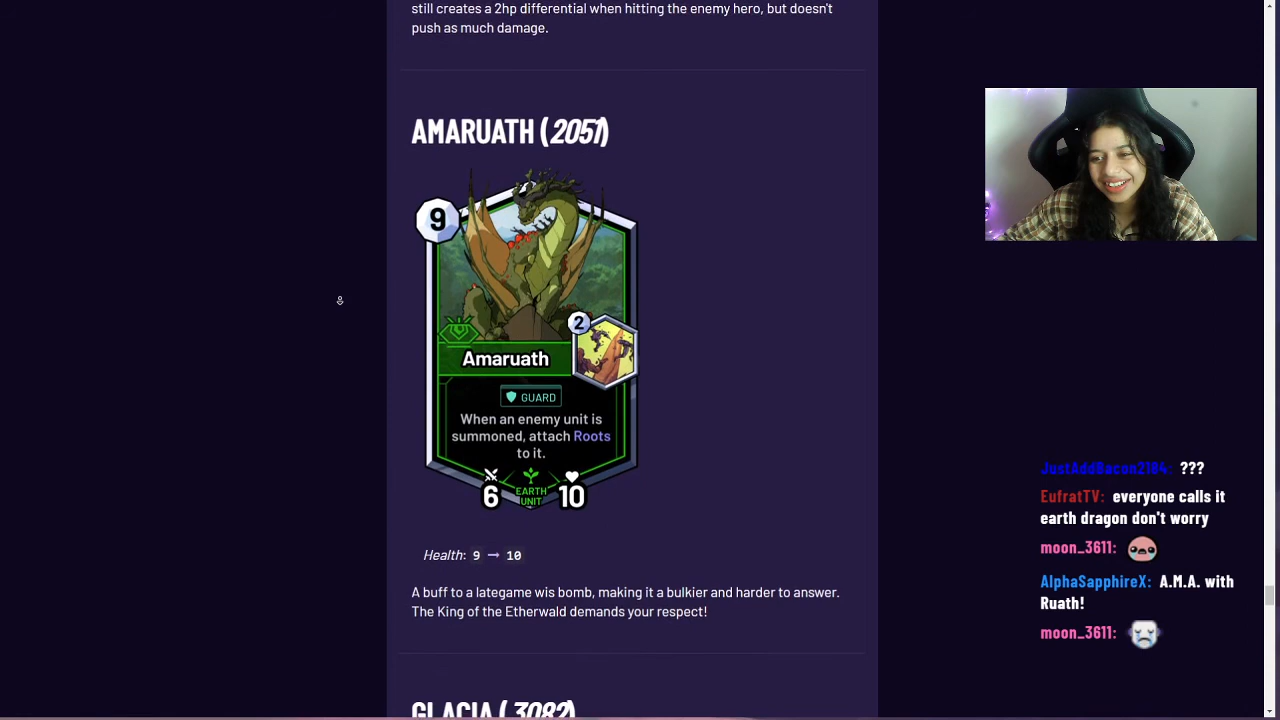 still creates a 2hp differential when hitting the enemy hero, but doesn't
push as much damage.
AMARUATH (2051)
9
2
Amaruath
GUARD
When an enemy unit is
summoned, attach Roots
to it.
6
EARTH
UNIT
10
Health: 9 → 10
A buff to lategame wis bomb, making it a bulkier and harder to answer.
The King of the Etherwald demands your respect!
GLACIA (3082)
JustAddBacon2184: ???
EufratTV: everyone calls it
earth dragon don't worry
moon_3611:
AlphaSapphireX: A.M.A. with
Ruath!
moon_3611: